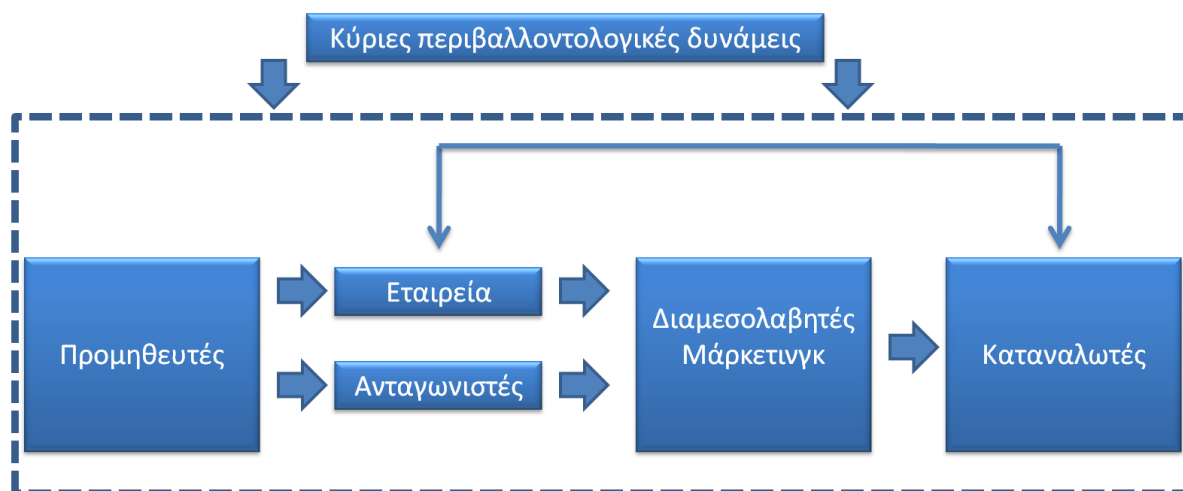 Κύριες περιβαλλοντολογικές δυνάμεις
Προμηθευτές
Εταιρεία
Ανταγωνιστές
Διαμεσολαβητές
Μάρκετινγκ
Καταναλωτές